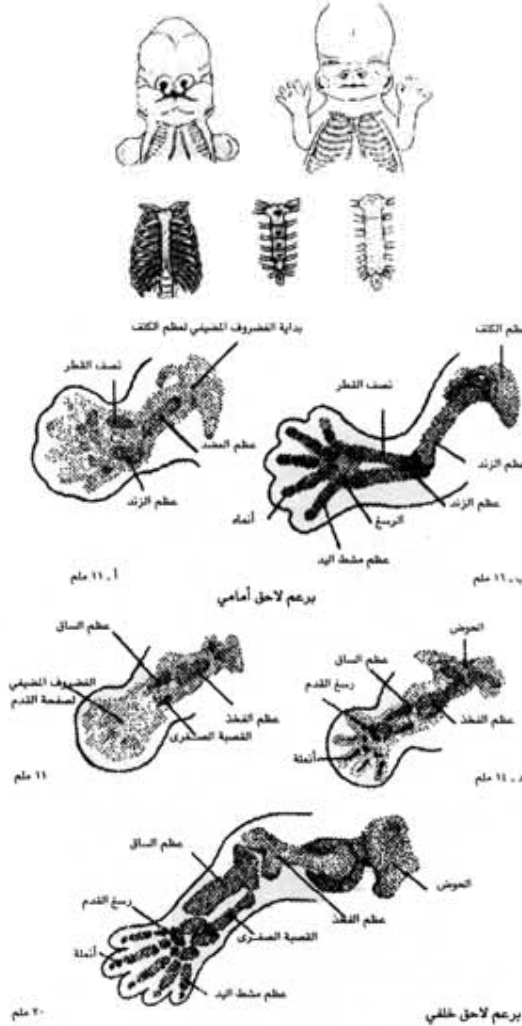 بداية الغضروف المضيفي لعظم الكتف
عظم الكتف
نصف القطر
نصف القطر
عظم العضد
عظم الزند
عظم الزند
عظم الزند
عظم الزند
أنماه
الرسغ
عظم مشط اليد
أ ـ ١١ ملم
ب ـ ١٦ ملم
برعم لاحق أمامي
عظم الساق
الحوض
عظم الساق
رسغ القدم
الغضروف المضيفي
لصفحة القدم
عظم الفخذ
القصبة الصغرى
عظم الفخذ
أنملة
١١ ملم
ـ ١٤ ملم
عظم الساق
رسغ القدم
أنملة
الحوض
عظم الفخذ
القصبة الصغرى
عظم مشط اليد
٢٠ ملم
برعم لاحق خلفي